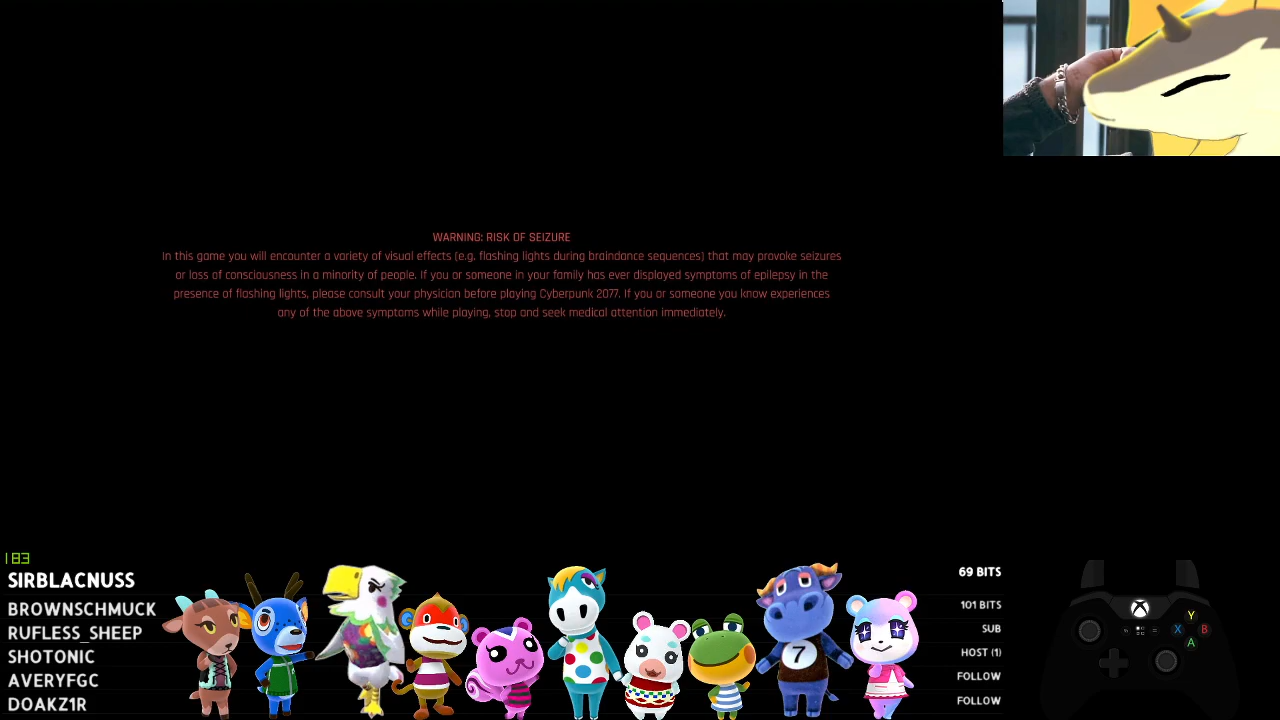 WARNING: RISK OF SEIZURE
In this game you will encounter a variety of visual effects (e.g. flashing lights during braindance sequences) that may provoke seizures
or loss of consciousness in a minority of people. If you or someone in your family has ever displayed symptoms of epilepsy in the
presence of flashing lights, please consult your physician before playing Cyberpunk 2077. If you or someone you know experiences
any of the above symptoms while playing, stop and seek medical attention immediately.
183
SIRBLACNUSS
69 BITS
BROWNSCHMUCK
101 BITS
RUFLESS_SHEEP
SUB
SHOTONIC
HOST (1)
AVERYFGC
FOLLOW
DOAKZ1R
FOLLOW
7
Y
X
B
A